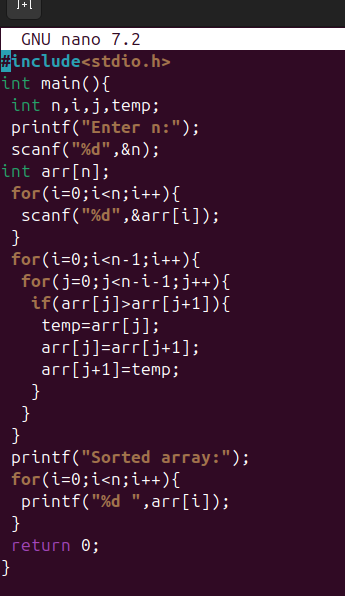 GNU nano 7.2
#include<stdio.h>
int main(){
 int n,i,j,temp;
 printf("Enter n:");
 scanf("%d",&n);
int arr[n];
 for(i=0;i<n;i++){
  scanf("%d",&arr[i]);
 }
 for(i=0;i<n-1;i++){
  for(j=0;j<n-i-1;j++){
   if(arr[j]>arr[j+1]){
    temp=arr[j];
    arr[j]=arr[j+1];
    arr[j+1]=temp;
   }
  }
 }
 printf("Sorted array:");
 for(i=0;i<n;i++){
  printf("%d ",arr[i]);
 }
 return 0;
}